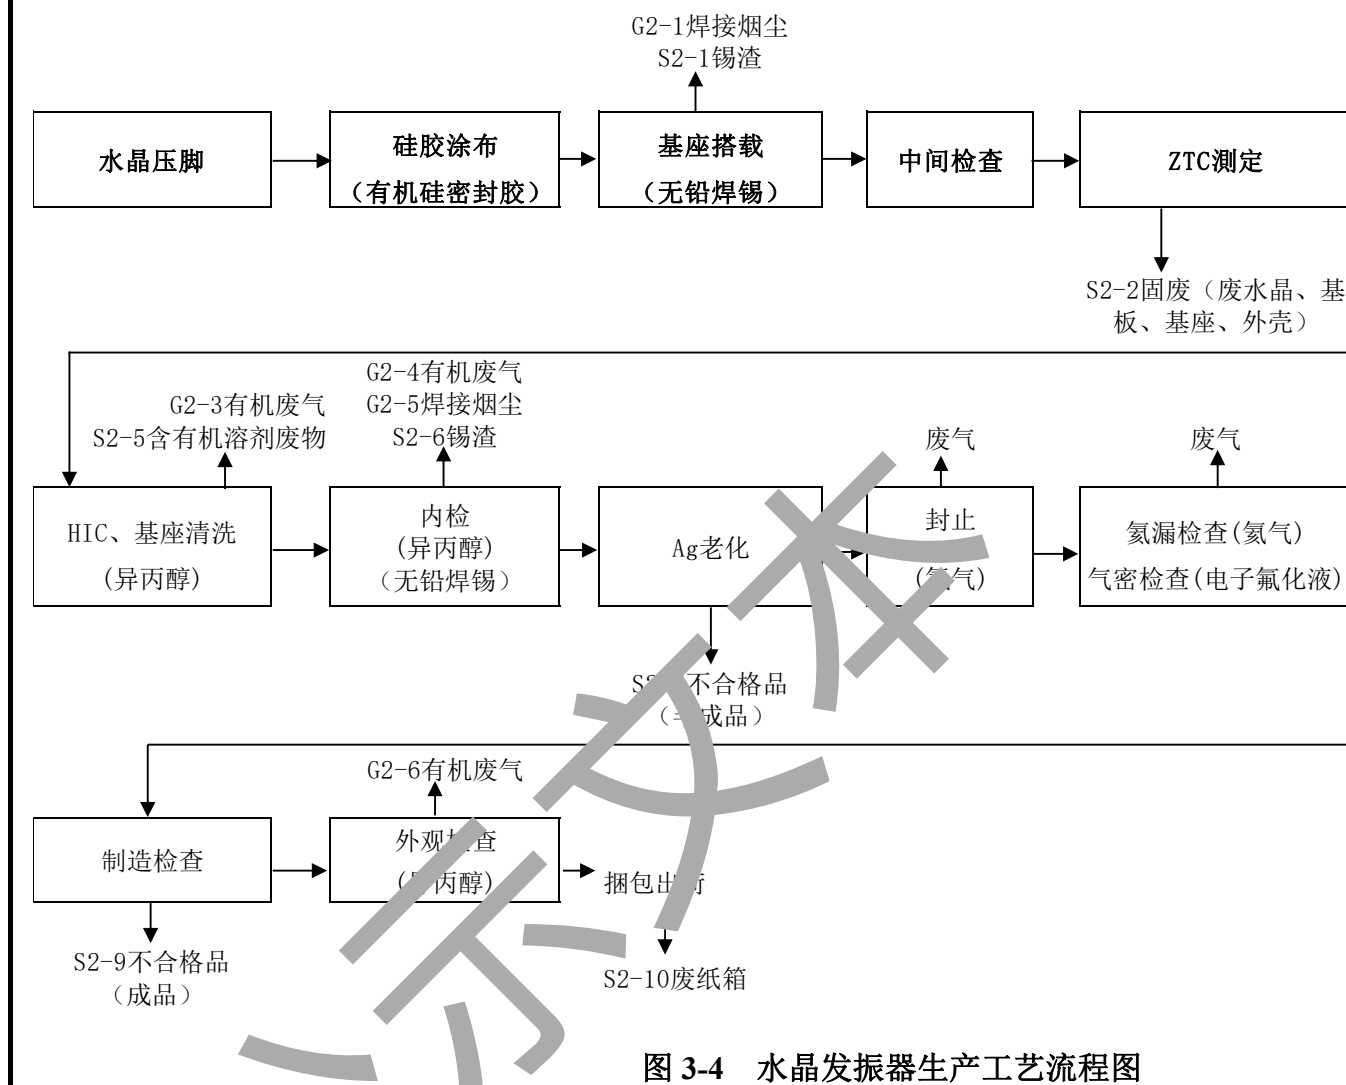 G2-1焊接烟尘
S2-1锡渣
水晶压脚
硅胶涂布
（有机硅密封胶）
基座搭载
（无铅焊锡）
中间检查
ZTC测定
S2-2固废（废水晶、基
板、基座、外壳）
G2-3有机废气
S2-5含有机溶剂废物
G2-4有机废气
G2-5焊接烟尘
S2-6锡渣
废气
废气
HIC、基座清洗
(异丙醇)
内检
(异丙醇)
（无铅焊锡）
Ag老化
封止
气)
氦漏检查(氦气)
气密检查(电子氟化液)
不合格品
成品）
G2-6有机废气
制造检查
外观检查
丙醇)
捆包出
S2-9不合格品
（成品）
S2-10废纸箱
示文本
图 3-4 水晶发振器生产工艺流程图